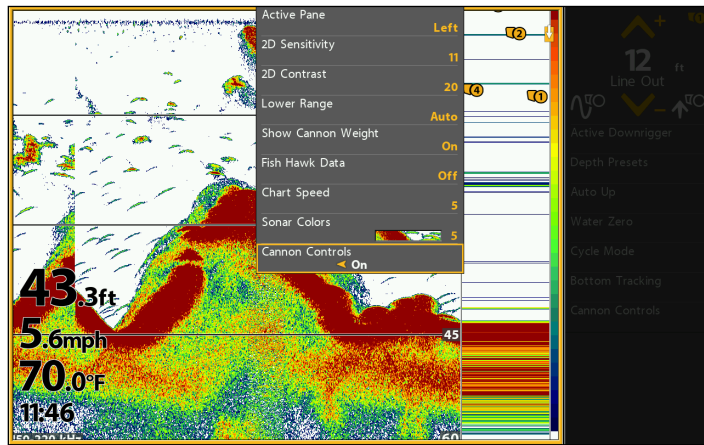 Active Pane
Left
2D Sensitivity
11
2D Contrast
20
Lower Range
Auto
Show Cannon Weight
On
Fish Hawk Data
Off
Chart Speed
5
Sonar Colors
5
Cannon Controls
On
2
4
1
45
60
43.3ft
5.6mph
70.0°F
11:46
12 ft
Line Out
Active Downrigger
Depth Presets
Auto Up
Water Zero
Cycle Mode
Bottom Tracking
Cannon Controls